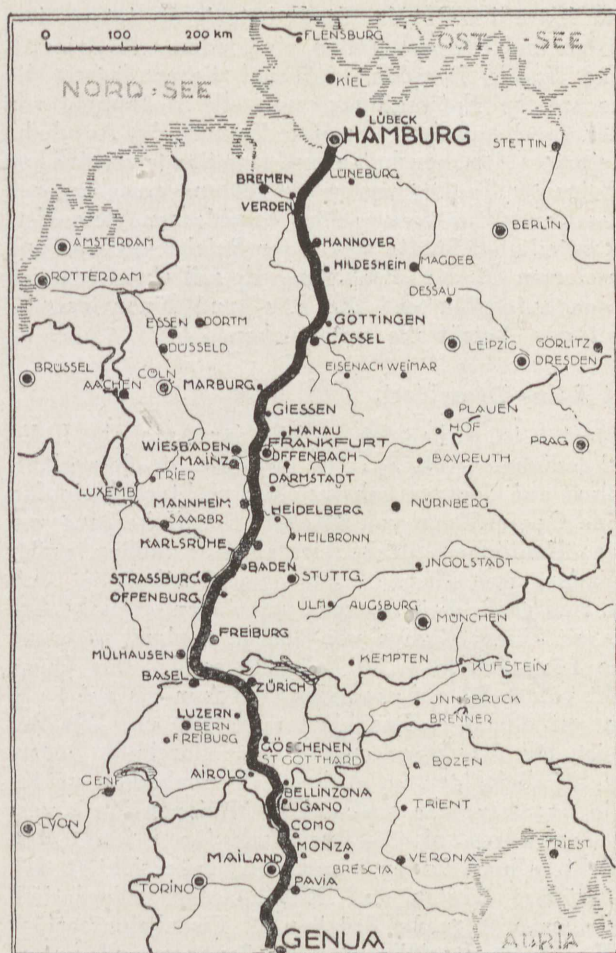 0 100 200 km
FLENSBURG
OST - SEE
NORD - SEE
KIEL
LÜBECK
HAMBURG
STETTIN
BREMEN
LÜNEBURG
VERDEN
BERLIN
AMSTERDAM
HANNOVER
HILDESHEIM
MAGDEB
ROTTERDAM
DESSAU
ESSEN
DORTM
GÖTTINGEN
DÜSSELD
CASSEL
LEIPZIG
GÖRLITZ
DRESDEN
BRÜSSEL
AACHEN
CÖLN
MARBURG
EISENACH
WEIMAR
GIESSEN
PLAUEN
HOF
HANAU
WIESBADEN
FRANKFURT
PRAG
MAINZ
OFFENBACH
BAYREUTH
TRIER
LUXEMB
DARMSTADT
MANNHEIM
NÜRNBERG
SAARBR
HEIDELBERG
KARLSRUHE
HEILBRONN
BADEN
JNGOLSTADT
STRASSBURG
STUTTG.
OFFENBURG
ULM
AUGSBURG
MÜNCHEN
FREIBURG
MÜLHAUSEN
KEMPTEN
KUFSTEIN
BASEL
ZÜRICH
JNNSBRUCK
LUZERN
BERN
BRENNER
FREIBURG
GÖSCHENEN
ST GOTTHARD
BOZEN
AIROLO
GENF
BELLINZONA
LUGANO
TRIENT
LYON
COMO
MONZA
TRIEST
MAILAND
BRESCIA
VERONA
TORINO
PAVIA
GENUA
ADRIA